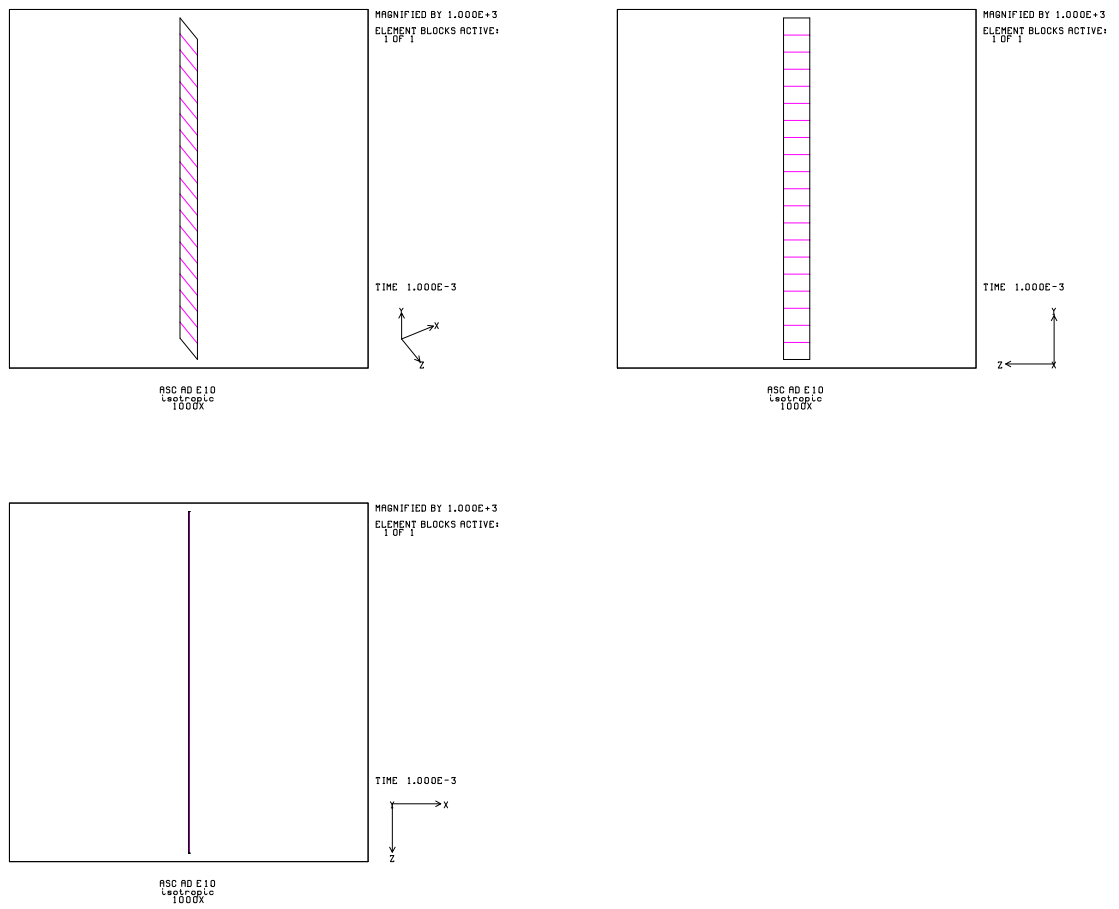 MAGNIFIED BY 1.000E+3
ELEMENT BLOCKS ACTIVE:
1 OF 1
TIME 1.000E-3
Y
X
Z
ASC AD E10
isotropic
1000X
MAGNIFIED BY 1.000E+3
ELEMENT BLOCKS ACTIVE:
1 OF 1
TIME 1.000E-3
Y
Z
X
ASC AD E10
isotropic
1000X
MAGNIFIED BY 1.000E+3
ELEMENT BLOCKS ACTIVE:
1 OF 1
TIME 1.000E-3
Y
X
Z
ASC AD E10
isotropic
1000X